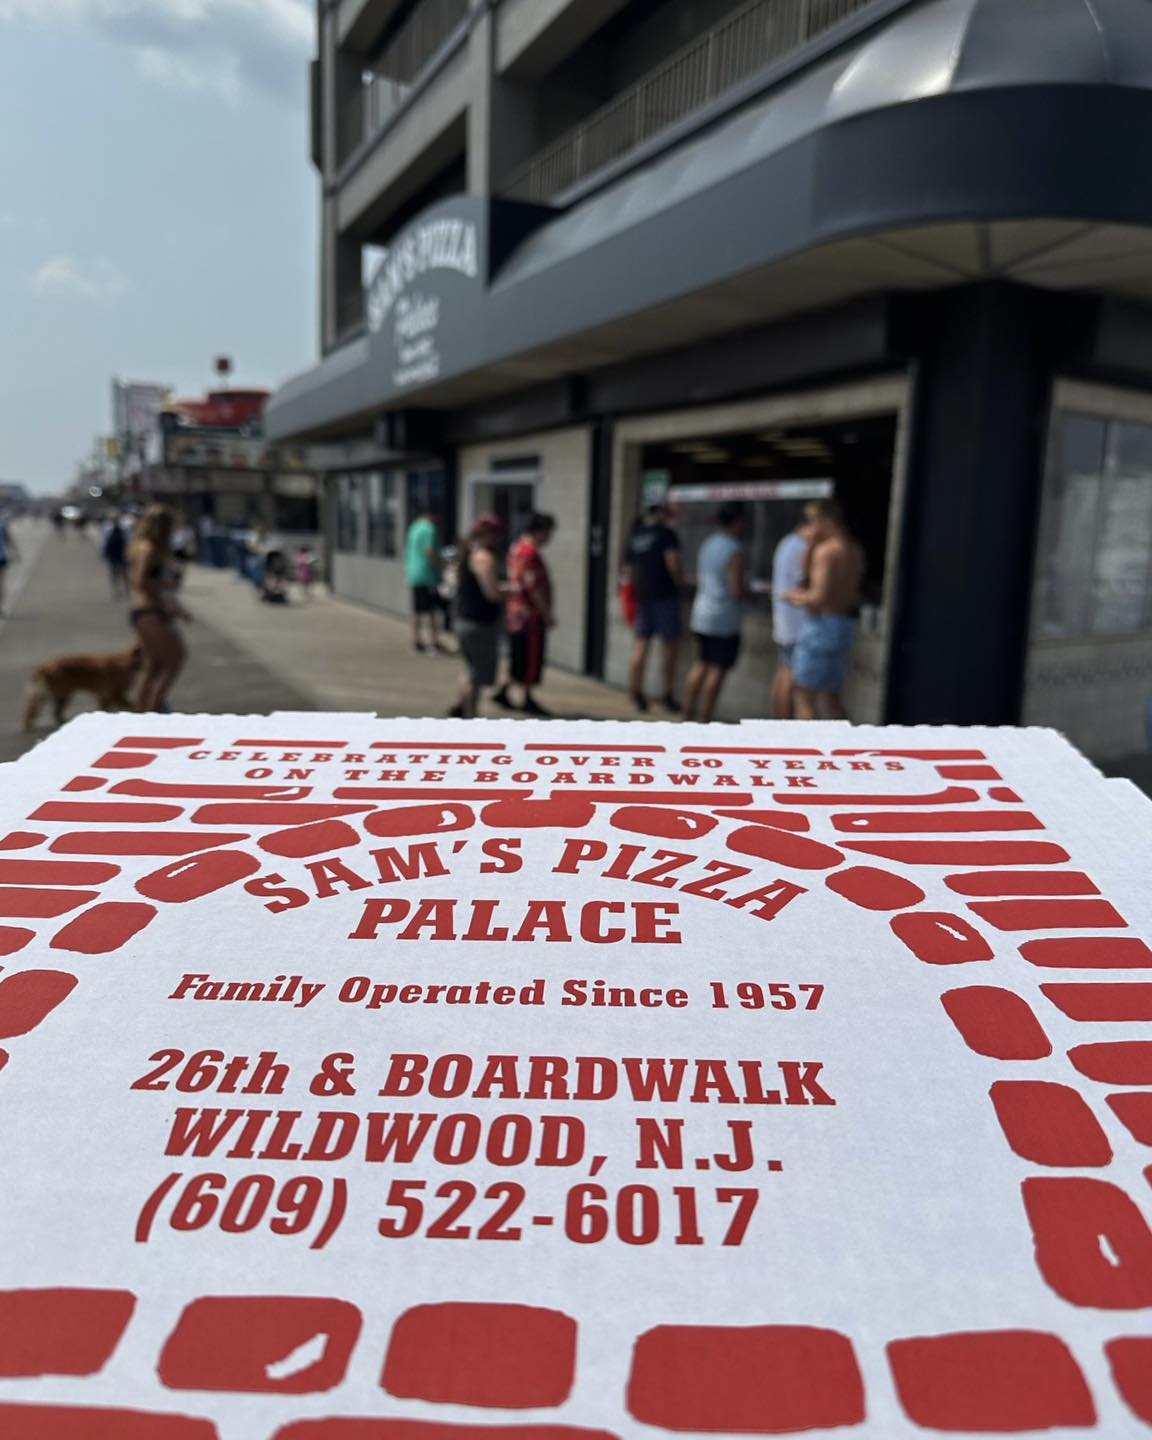 SAM'S PIZZA
Palace
CELEBRATING OVER 60 YEARS
ON THE BOARDWALK
SAM'S PIZZA
PALACE
Family Operated Since 1957
26th & BOARDWALK
WILDWOOD, N.J.
(609) 522-6017